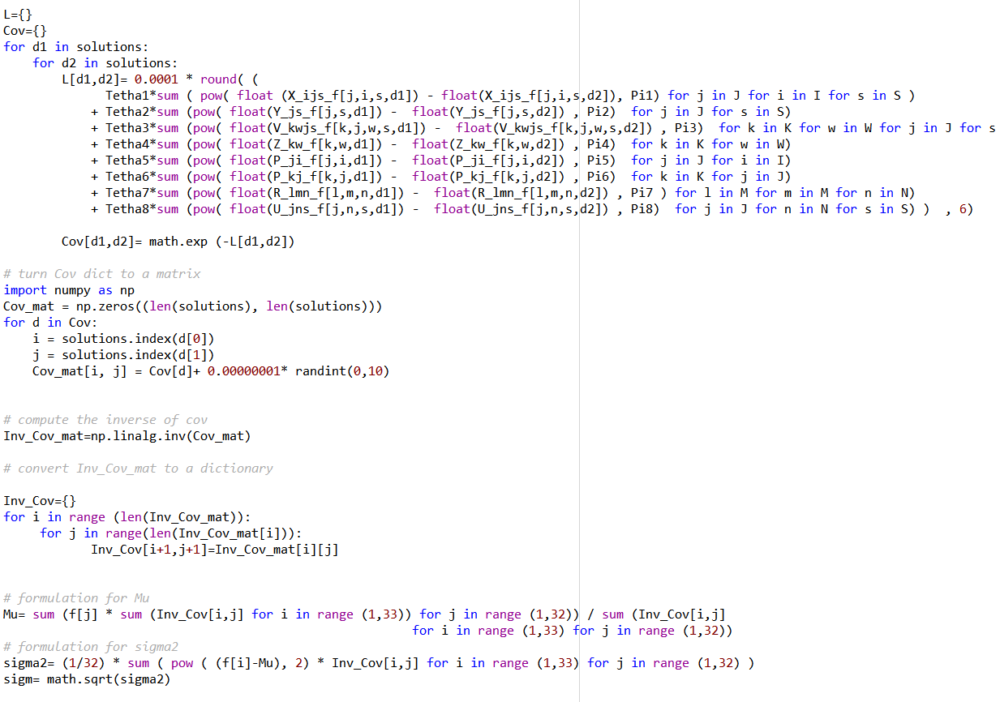 L={}
Cov={}
for d1 in solutions:
    for d2 in solutions:
        L[d1,d2]= 0.0001 * round( (
              Tetha1*sum ( pow( float (X_ijs_f[j,i,s,d1]) - float(X_ijs_f[j,i,s,d2]), Pi1) for j in J for i in I for s in S )
            + Tetha2*sum (pow( float(Y_js_f[j,s,d1]) -  float(Y_js_f[j,s,d2]) , Pi2)  for j in J for s in S)
            + Tetha3*sum (pow( float(V_kwjs_f[k,j,w,s,d1]) -  float(V_kwjs_f[k,j,w,s,d2]) , Pi3)  for k in K for w in W for j in J for s
            + Tetha4*sum (pow( float(Z_kw_f[k,w,d1]) -  float(Z_kw_f[k,w,d2]) , Pi4)  for k in K for w in W)
            + Tetha5*sum (pow( float(P_ji_f[j,i,d1]) -  float(P_ji_f[j,i,d2]) , Pi5)  for j in J for i in I)
            + Tetha6*sum (pow( float(P_kj_f[k,j,d1]) -  float(P_kj_f[k,j,d2]) , Pi6)  for k in K for j in J)
            + Tetha7*sum (pow( float(R_lmn_f[l,m,n,d1]) -  float(R_lmn_f[l,m,n,d2]) , Pi7 ) for l in M for m in M for n in N)
            + Tetha8*sum (pow( float(U_jns_f[j,n,s,d1]) -  float(U_jns_f[j,n,s,d2]) , Pi8)  for j in J for n in N for s in S) )  , 6)
        Cov[d1,d2]= math.exp (-L[d1,d2])
# turn Cov dict to a matrix
import numpy as np
Cov_mat = np.zeros((len(solutions), len(solutions)))
for d in Cov:
    i = solutions.index(d[0])
    j = solutions.index(d[1])
    Cov_mat[i, j] = Cov[d]+ 0.00000001* randint(0,10)
# compute the inverse of cov
Inv_Cov_mat=np.linalg.inv(Cov_mat)
# convert Inv_Cov_mat to a dictionary
Inv_Cov={}
for i in range (len(Inv_Cov_mat)):
     for j in range(len(Inv_Cov_mat[i])):
            Inv_Cov[i+1,j+1]=Inv_Cov_mat[i][j]
# formulation for Mu
Mu= sum (f[j] * sum (Inv_Cov[i,j] for i in range (1,33)) for j in range (1,32)) / sum (Inv_Cov[i,j]
                                                        for i in range (1,33) for j in range (1,32))
# formulation for sigma2
sigma2= (1/32) * sum ( pow ( (f[i]-Mu), 2) * Inv_Cov[i,j] for i in range (1,33) for j in range (1,32) )
sigm= math.sqrt(sigma2)